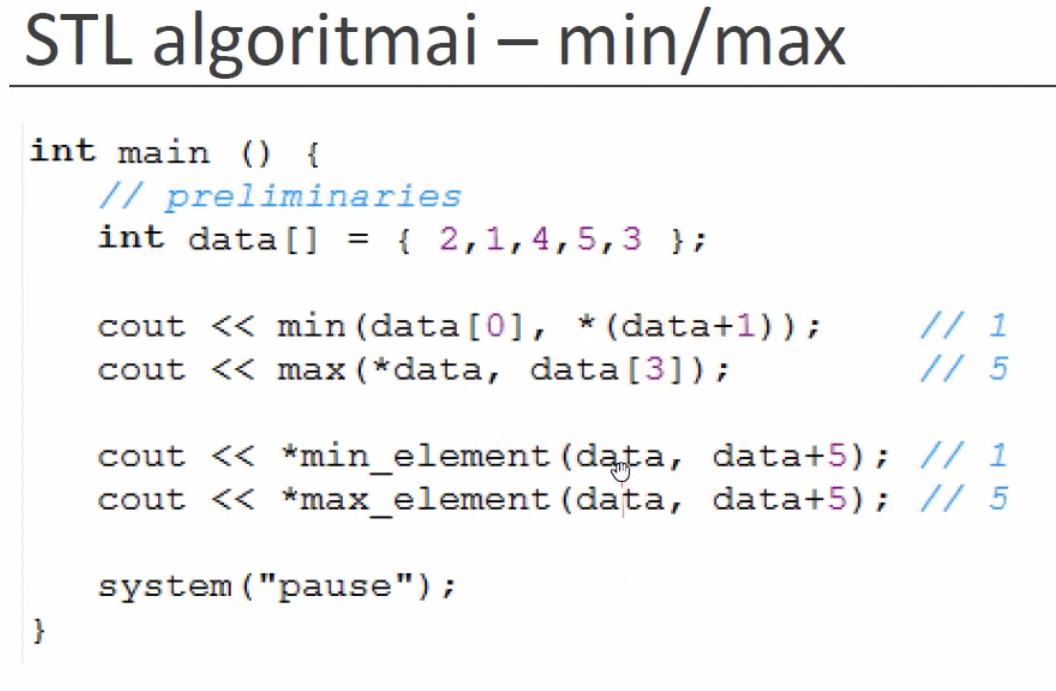 STL algoritmai – min/max
int main () {
// preliminaries
int data[] = { 2,1,4,5,3 };
cout << min(data[0], *(data+1)); // 1
cout << max(*data, data[3]); // 5
cout << *min_element(data, data+5); // 1
cout << *max_element(data, data+5); // 5
system("pause");
}